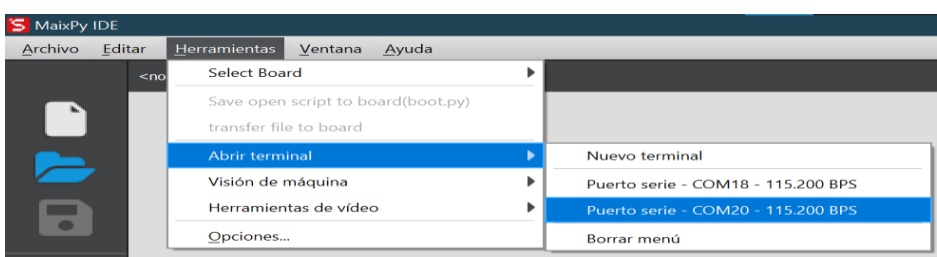 MaixPy IDE
Archivo Editar Herramientas Ventana Ayuda
<no
Select Board
Save open script to board(boot.py)
transfer file to board
Abrir terminal
Visión de máquina
Herramientas de vídeo
Opciones...
Nuevo terminal
Puerto serie - COM18 - 115.200 BPS
Puerto serie - COM20 - 115.200 BPS
Borrar menú